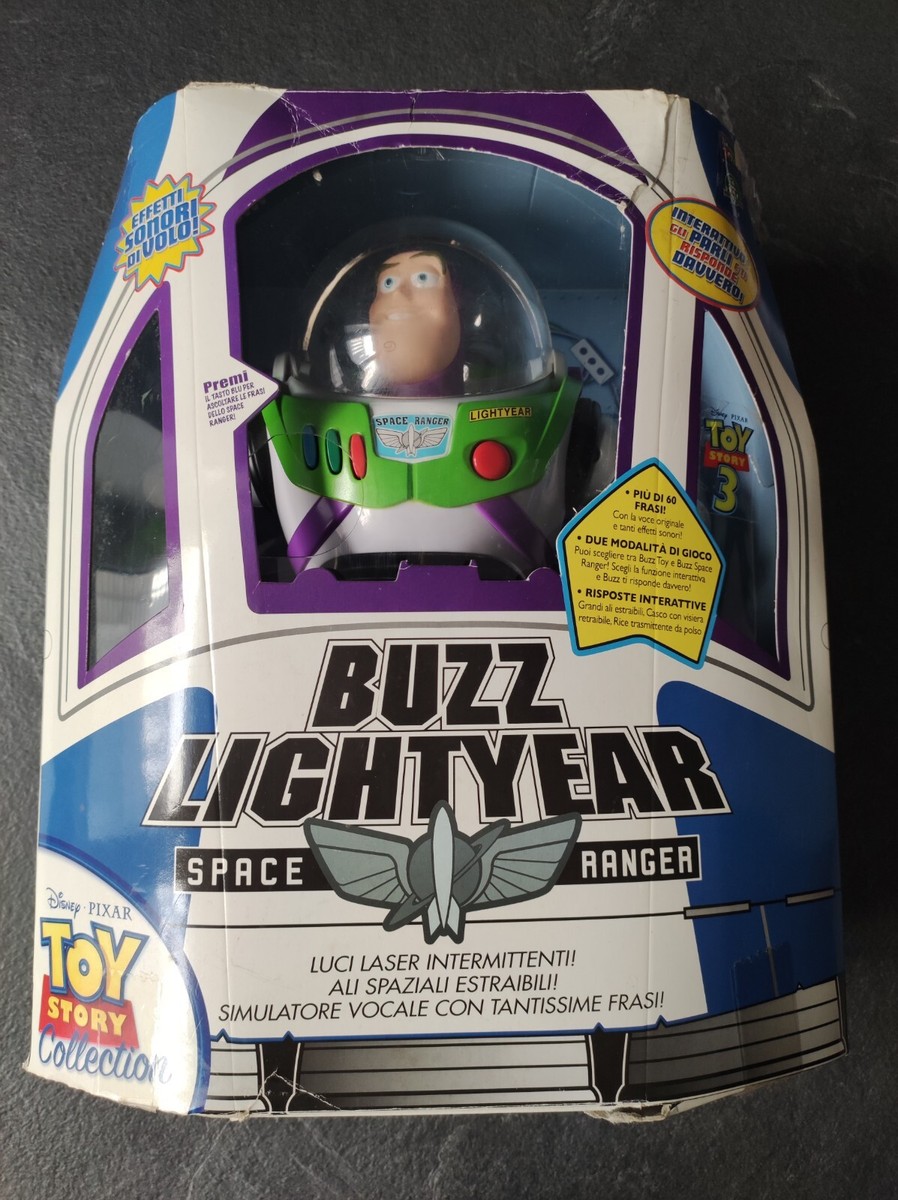 EFFETTI
SONORI
DI VOLO!
INTERATTIVO
GLI PARLI E TI
RISPONDE
DAVVERO!
Premi
IL TASTO BLU PER
ASCOLTARE LE FRASI
DELLO SPACE
RANGER!
SPACE RANGER
LIGHTYEAR
Disney PIXAR
TOY
STORY
3
• PIÙ DI 60
FRASI!
Con la voce originale
e tanti effetti sonori!
• DUE MODALITÀ DI GIOCO
Puoi scegliere tra Buzz Toy e Buzz Space
Ranger! Scegli la funzione interattiva
e Buzz ti risponde davvero!
• RISPOSTE INTERATTIVE
Grandi ali estraibili, Casco con visiera
retraibile, Rice trasmittente da polso
BUZZ
LIGHTYEAR
SPACE RANGER
Disney • PIXAR
TOY
STORY
Collection
LUCI LASER INTERMITTENTI!
ALI SPAZIALI ESTRAIBILI!
SIMULATORE VOCALE CON TANTISSIME FRASI!